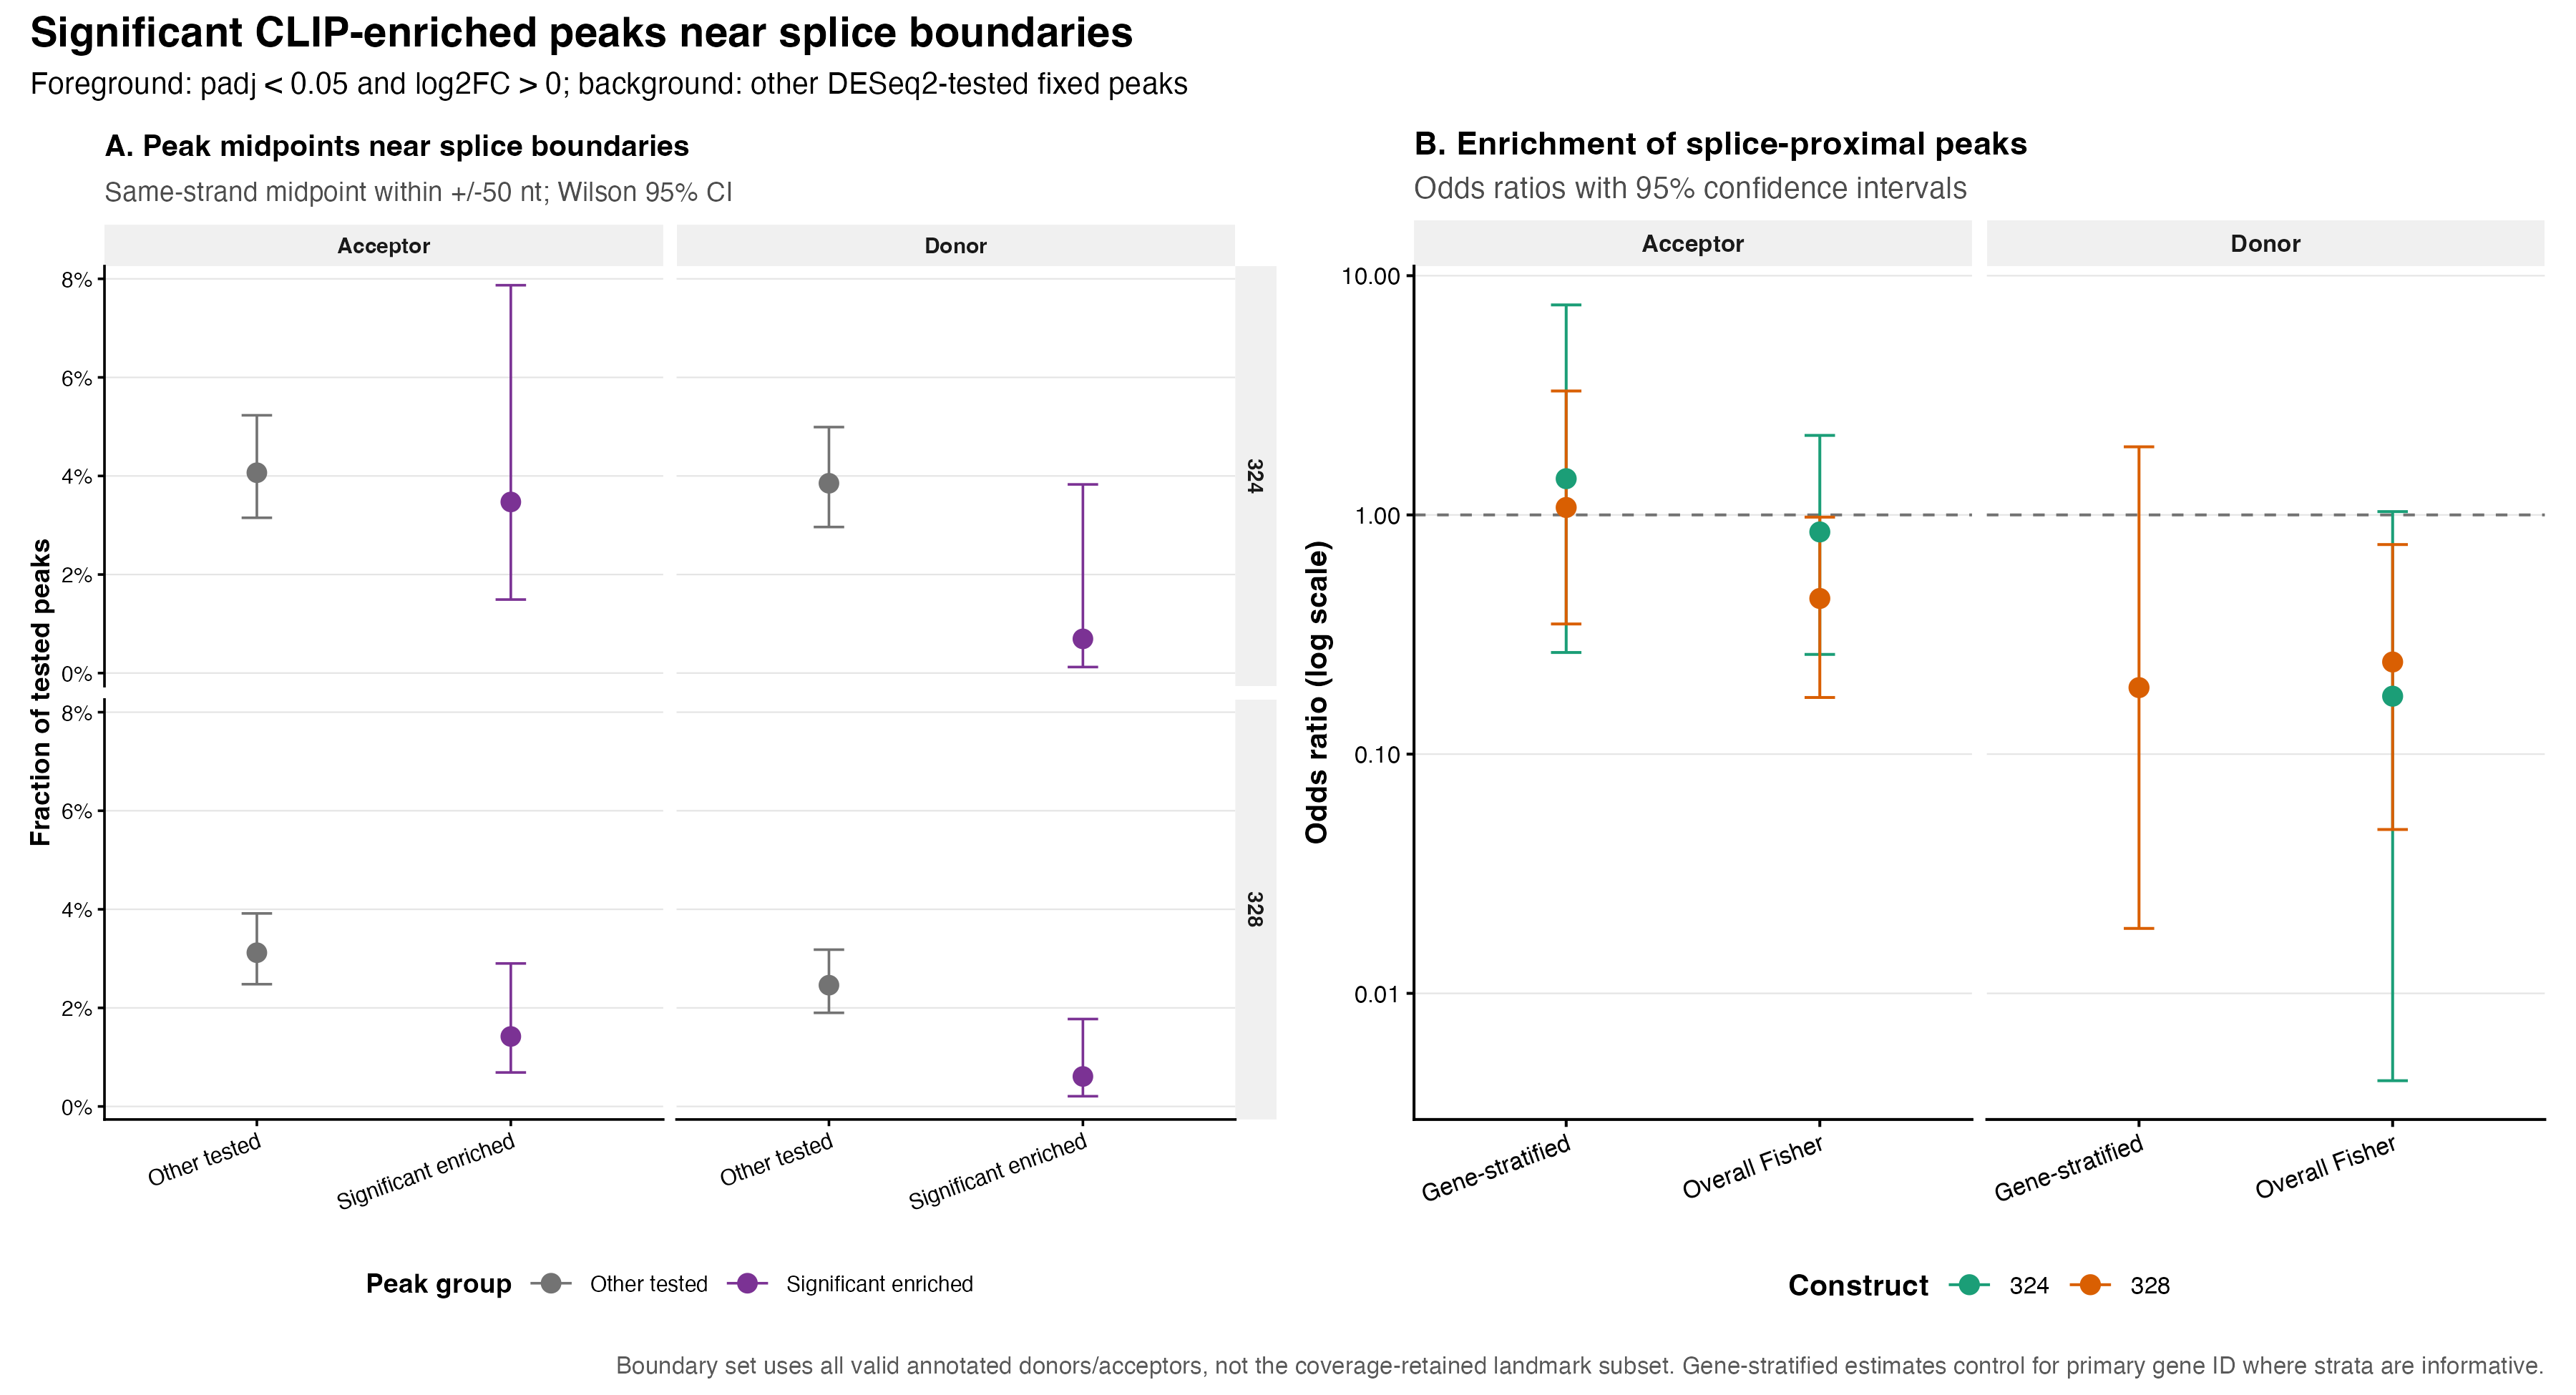 Significant CLIP-enriched peaks near splice boundaries
Foreground: padj < 0.05 and log2FC > 0; background: other DESeq2-tested fixed peaks
A. Peak midpoints near splice boundaries
Same-strand midpoint within +/-50 nt; Wilson 95% CI
Acceptor
Donor
Fraction of tested peaks
8%
6%
4%
2%
0%
324
8%
6%
4%
2%
0%
328
Other tested
Significant enriched
Other tested
Significant enriched
Peak group
Other tested
Significant enriched
B. Enrichment of splice-proximal peaks
Odds ratios with 95% confidence intervals
Acceptor
Donor
Odds ratio (log scale)
10.00
1.00
0.10
0.01
Gene-stratified
Overall Fisher
Gene-stratified
Overall Fisher
Construct
324
328
Boundary set uses all valid annotated donors/acceptors, not the coverage-retained landmark subset. Gene-stratified estimates control for primary gene ID where strata are informative.